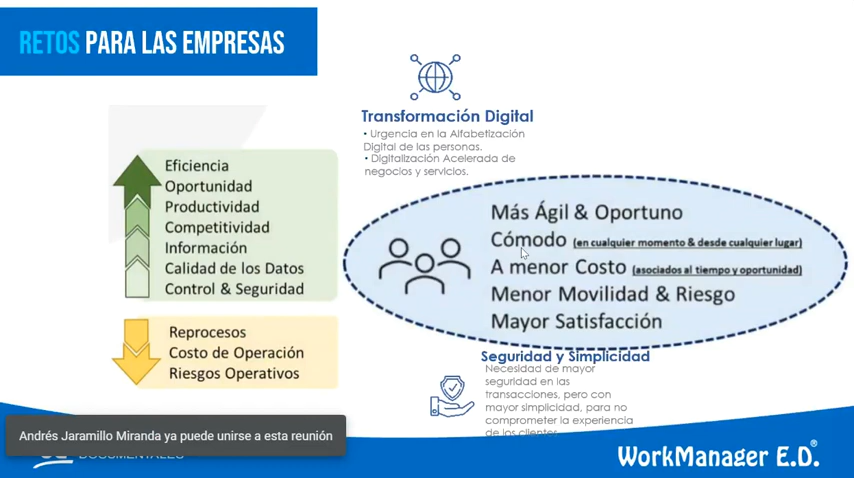 RETOS PARA LAS EMPRESAS
Eficiencia
Oportunidad
Productividad
Competitividad
Información
Calidad de los Datos
Control & Seguridad
Reprocesos
Costo de Operación
Riesgos Operativos
Transformación Digital
• Urgencia en la Alfabetización
Digital de las personas.
• Digitalización Acelerada de
negocios y servicios.
Más Ágil & Oportuno
Cómodo (en cualquier momento & desde cualquier lugar)
A menor Costo (asociados al tiempo y oportunidad)
Menor Movilidad & Riesgo
Mayor Satisfacción
Seguridad y Simplicidad
Necesidad de mayor
seguridad en las
transacciones, pero con
mayor simplicidad, para no
comprometer la experiencia
de los clientes
Andrés Jaramillo Miranda ya puede unirse a esta reunión
DOCUMENTALES
WorkManager E.D.®